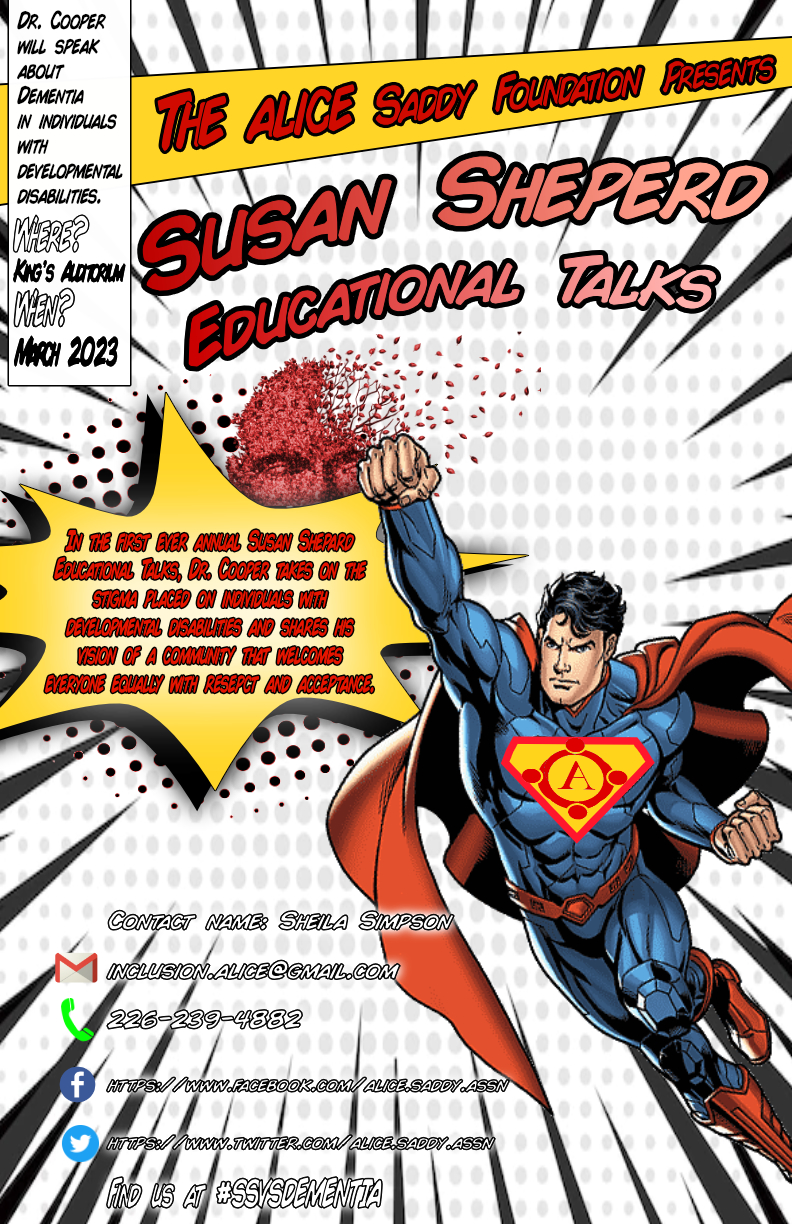 Dr. Cooper
will speak
about
Dementia
in individuals
with
developmental
disabilities.
Where?
King's Auditorium
When?
March 2023
The Alice Saddy Foundation Presents
Susan Sheperd
Educational Talks
In the first ever annual Susan Shepard
Educational Talks, Dr. Cooper takes on the
stigma placed on individuals with
developmental disabilities and shares his
vision of a community that welcomes
everyone equally with resepct and acceptance.
A
Contact name: Sheila Simpson
inclusion.alice@gmail.com
226-239-4882
https://www.facebook.com/alice.saddy.assn
https://www.twitter.com/alice.saddy.assn
Find us at #SSVSDEMENTIA